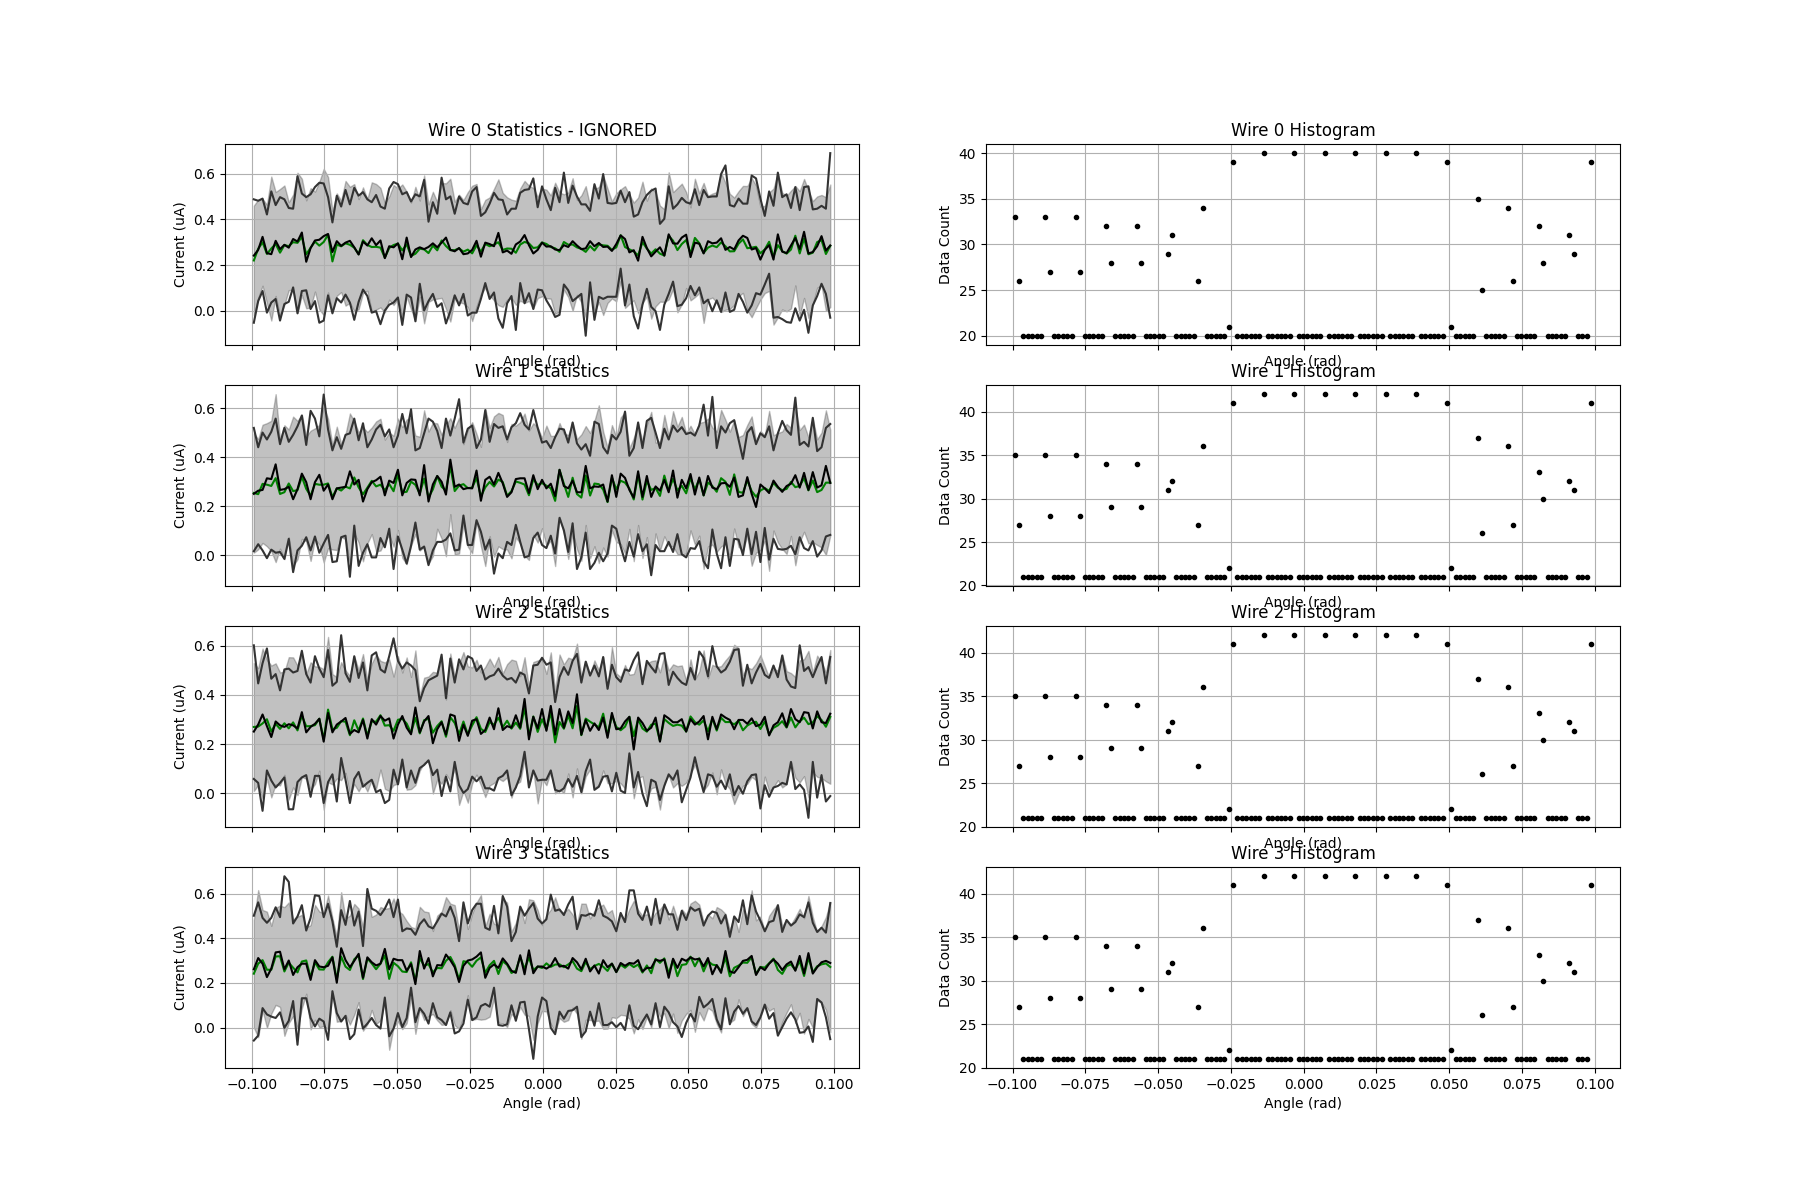 Wire 0 Statistics - IGNORED
Current (uA)
0.6
0.4
0.2
0.0
Angle (rad)
Wire 0 Histogram
Data Count
40
35
30
25
20
Angle (rad)
Wire 1 Statistics
Current (uA)
0.6
0.4
0.2
0.0
Angle (rad)
Wire 1 Histogram
Data Count
40
35
30
25
20
Angle (rad)
Wire 2 Statistics
Current (uA)
0.6
0.4
0.2
0.0
Angle (rad)
Wire 2 Histogram
Data Count
40
35
30
25
20
Angle (rad)
Wire 3 Statistics
Current (uA)
0.6
0.4
0.2
0.0
−0.100 −0.075 −0.050 −0.025 0.000 0.025 0.050 0.075 0.100
Angle (rad)
Wire 3 Histogram
Data Count
40
35
30
25
20
−0.100 −0.075 −0.050 −0.025 0.000 0.025 0.050 0.075 0.100
Angle (rad)